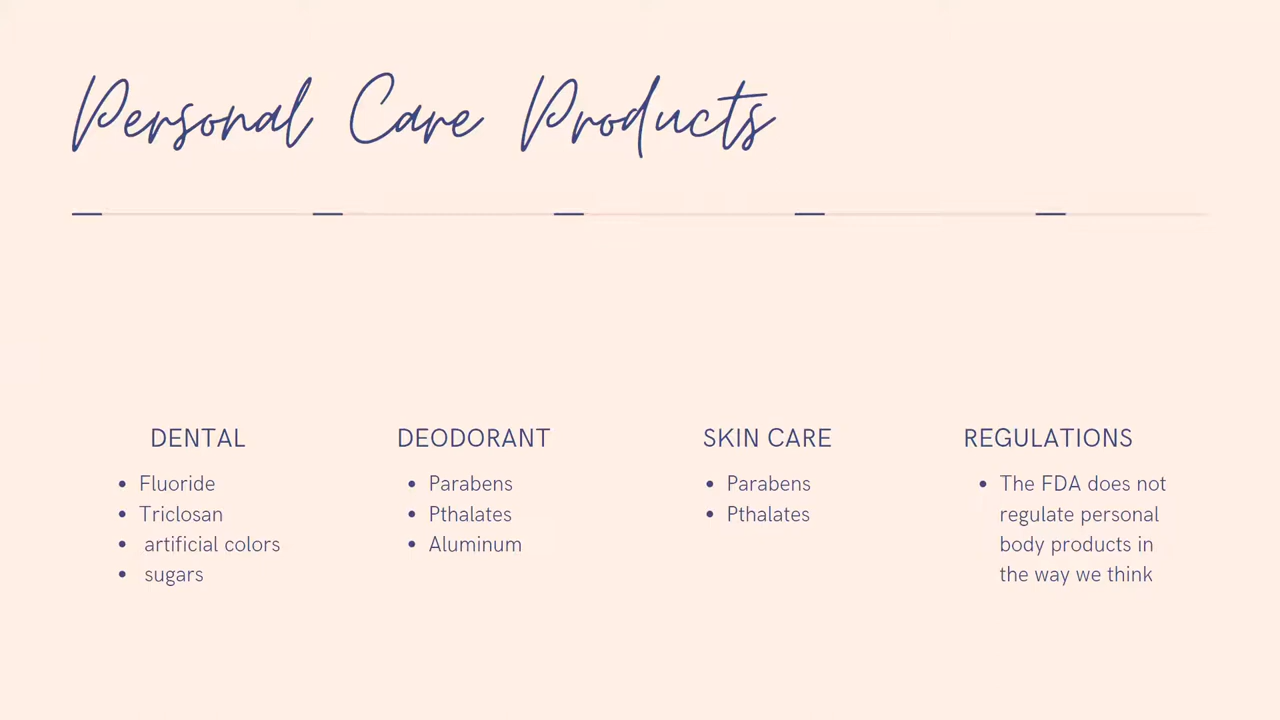 Personal Care Products
DENTAL
• Fluoride
• Triclosan
• artificial colors
• sugars
DEODORANT
• Parabens
• Pthalates
• Aluminum
SKIN CARE
• Parabens
• Pthalates
REGULATIONS
• The FDA does not
regulate personal
body products in
the way we think